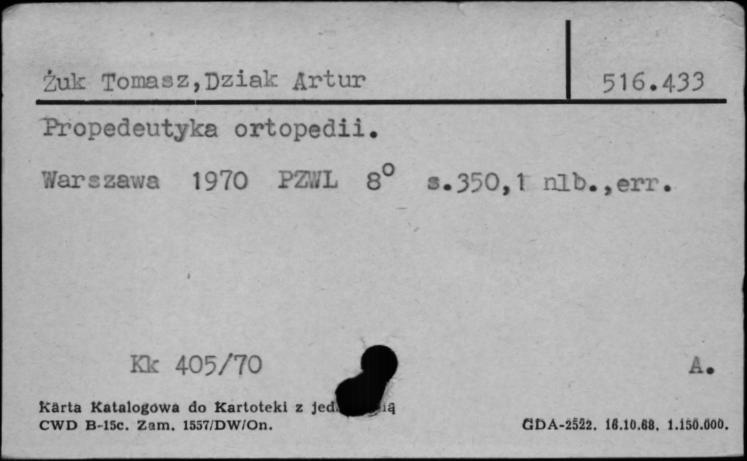 Żuk Tomasz,Dziak Artur 516.433
Propedeutyka ortopedii.
Warszawa 1970 PZWL 8° s.350,1 nlb.,err.
Kk 405/70 A.
Karta Katalogowa do Kartoteki z
CWD B-15c. Zam. 1557/DW/On. GDA-2522. 16.10.68. 1.150.000.